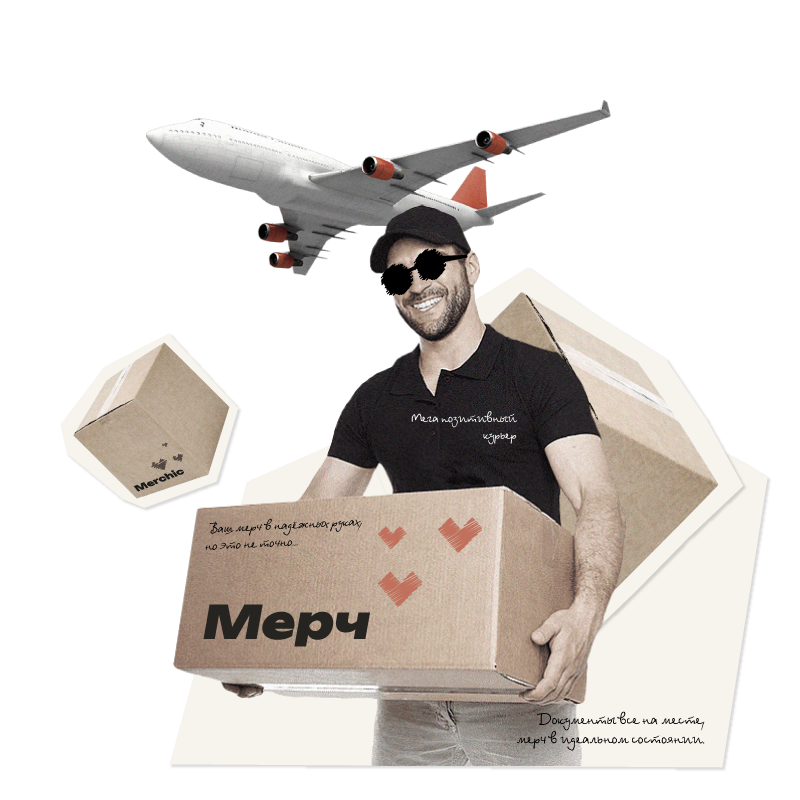 Мега позитивный
курьер
Merchic
Ваш мерч в надёжных руках,
но это не точно...
Мерч
Документы все на месте,
мерч в идеальном состоянии.